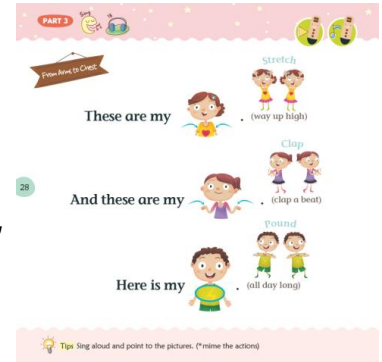 PART 3
Sing
From Arms to Chest
Stretch
These are my . (way up high)
Clap
28
And these are my . (clap a beat)
Pound
Here is my . (all day long)
Tips Sing aloud and point to the pictures. (*mime the actions)